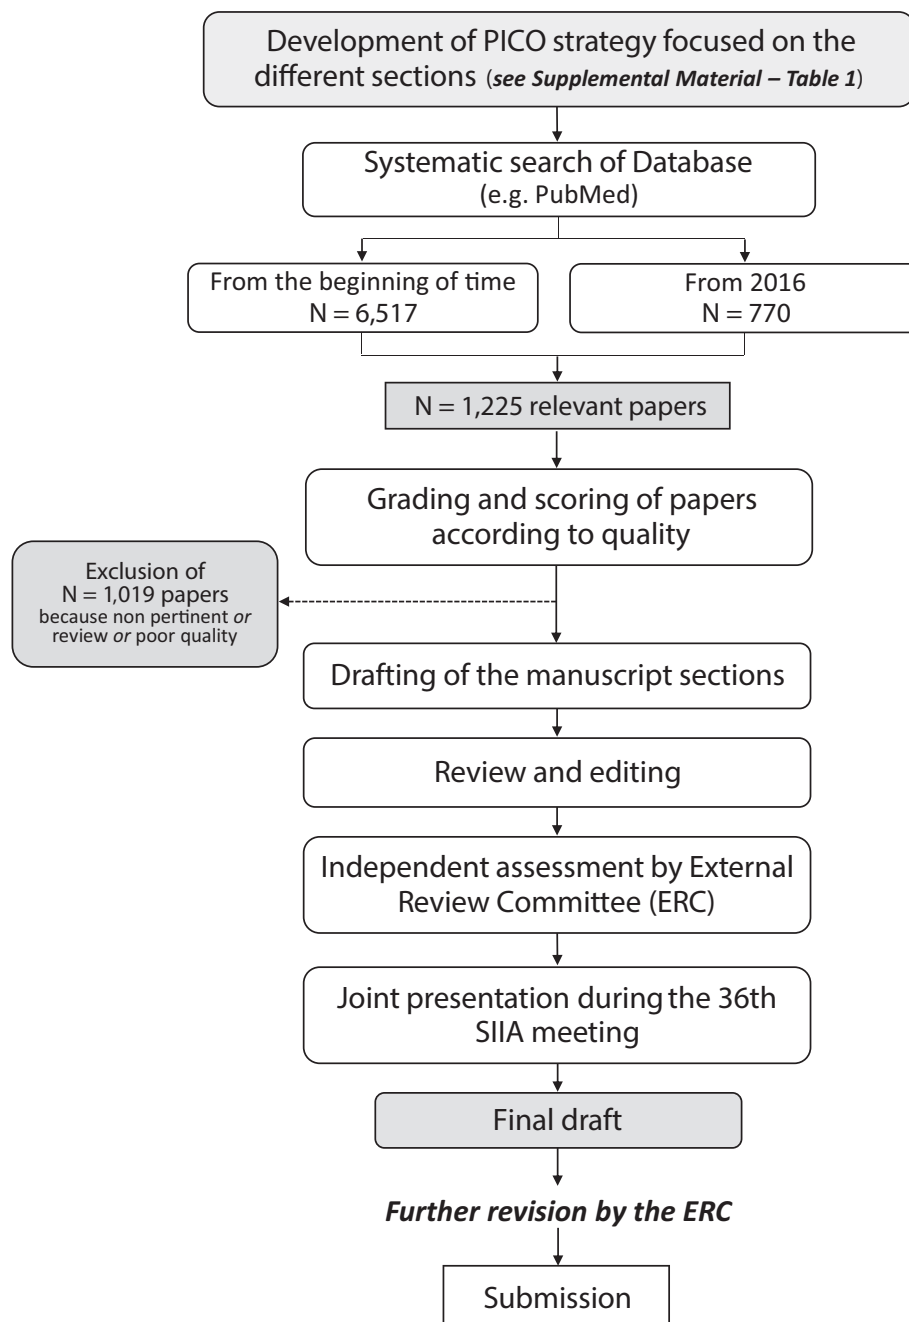 Development of PICO strategy focused on the
different sections (see Supplemental Material – Table 1)
Systematic search of Database
(e.g. PubMed)
From the beginning of time
N = 6,517
From 2016
N = 770
N = 1,225 relevant papers
Grading and scoring of papers
according to quality
Exclusion of
N = 1,019 papers
because non pertinent or
review or poor quality
Drafting of the manuscript sections
Review and editing
Independent assessment by External
Review Committee (ERC)
Joint presentation during the 36th
SIIA meeting
Final draft
Further revision by the ERC
Submission